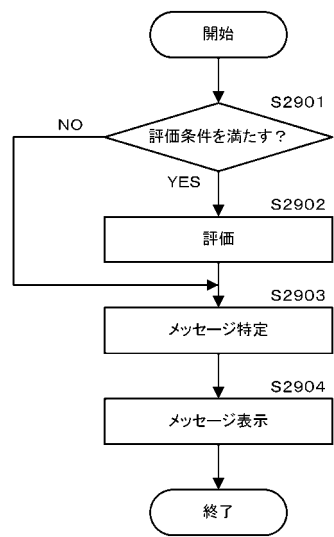 開始
S2901
評価条件を満たす?
NO
YES
S2902
評価
S2903
メッセージ特定
S2904
メッセージ表示
終了